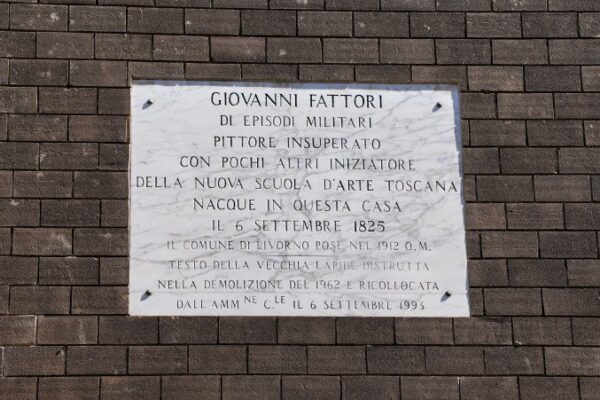 GIOVANNI FATTORI
DI EPISODI MILITARI
PITTORE INSUPERATO
CON POCHI ALTRI INIZIATORE
DELLA NUOVA SCUOLA D'ARTE TOSCANA
NACQUE IN QUESTA CASA
IL 6 SETTEMBRE 1825
IL COMUNE DI LIVORNO POSE NEL 1912 Q.M.
TESTO DELLA VECCHIA LAPIDE DISTRUTTA
NELLA DEMOLIZIONE DEL 1962 E RICOLLOCATA
DALL'AMM NE C.LE IL 6 SETTEMBRE 1993